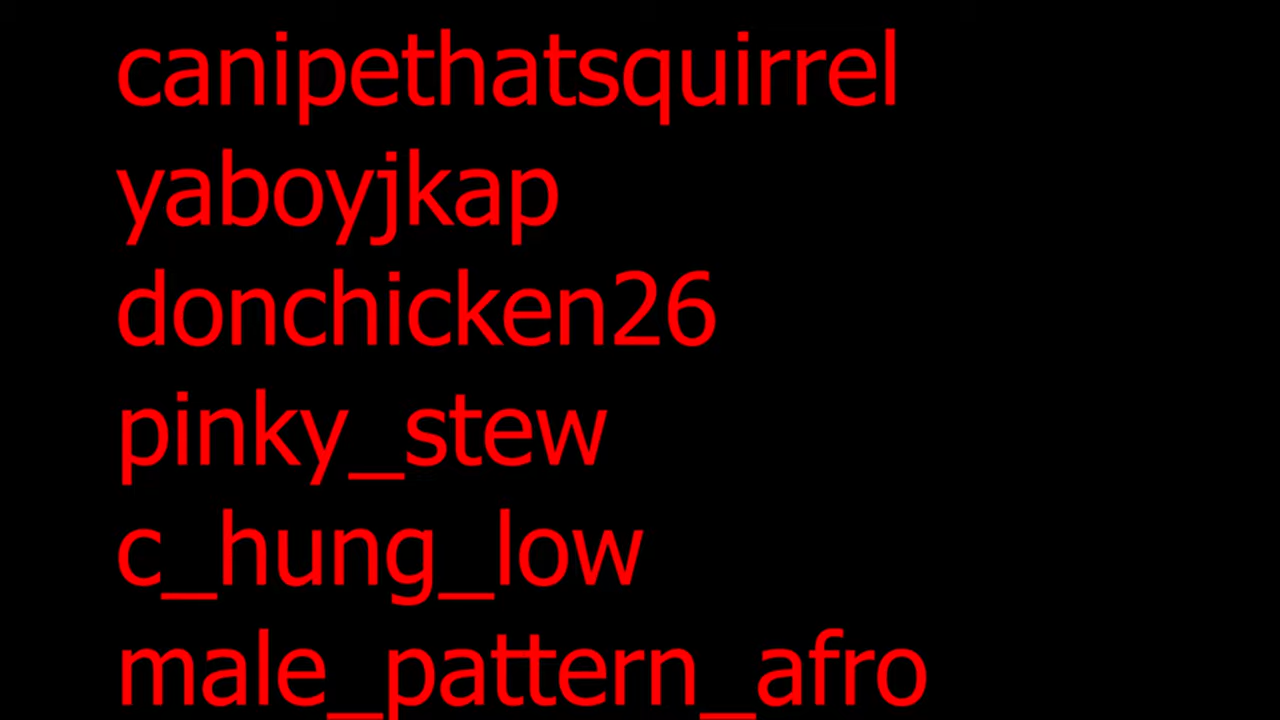 canipethatsquirrel
yaboyjkap
donchicken26
pinky_stew
c_hung_low
male_pattern_afro